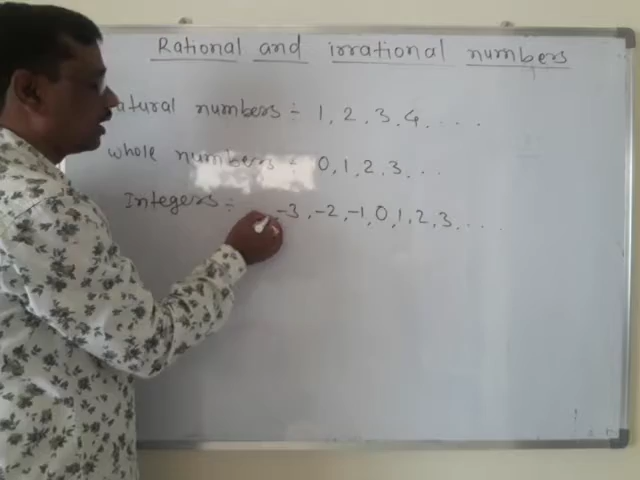 Rational and irrational numbers
atural numbers ÷ 1, 2, 3, 4, ....
whole numbers ÷ 0, 1, 2, 3, ...
Integers ÷ -3, -2, -1, 0, 1, 2, 3, ....